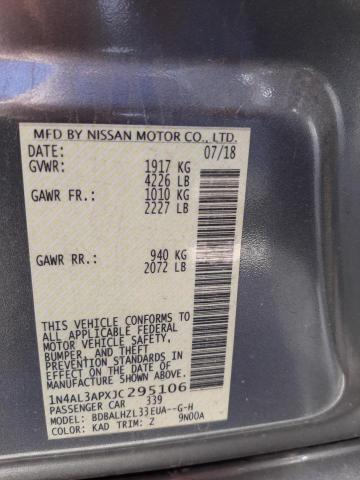 MFD BY NISSAN MOTOR CO., LTD.
DATE: 07/18
GVWR: 1917 KG
4226 LB
GAWR FR.: 1010 KG
2227 LB
GAWR RR.: 940 KG
2072 LB
THIS VEHICLE CONFORMS TO
ALL APPLICABLE FEDERAL
MOTOR VEHICLE SAFETY,
BUMPER, AND THEFT
PREVENTION STANDARDS IN
EFFECT ON THE DATE OF
MANUFACTURE SHOWN ABOVE.
1N4AL3APXJC295106
PASSENGER CAR 339
MODEL: BDBALHZL33EUA--G-H
COLOR: KAD TRIM: Z 9N00A